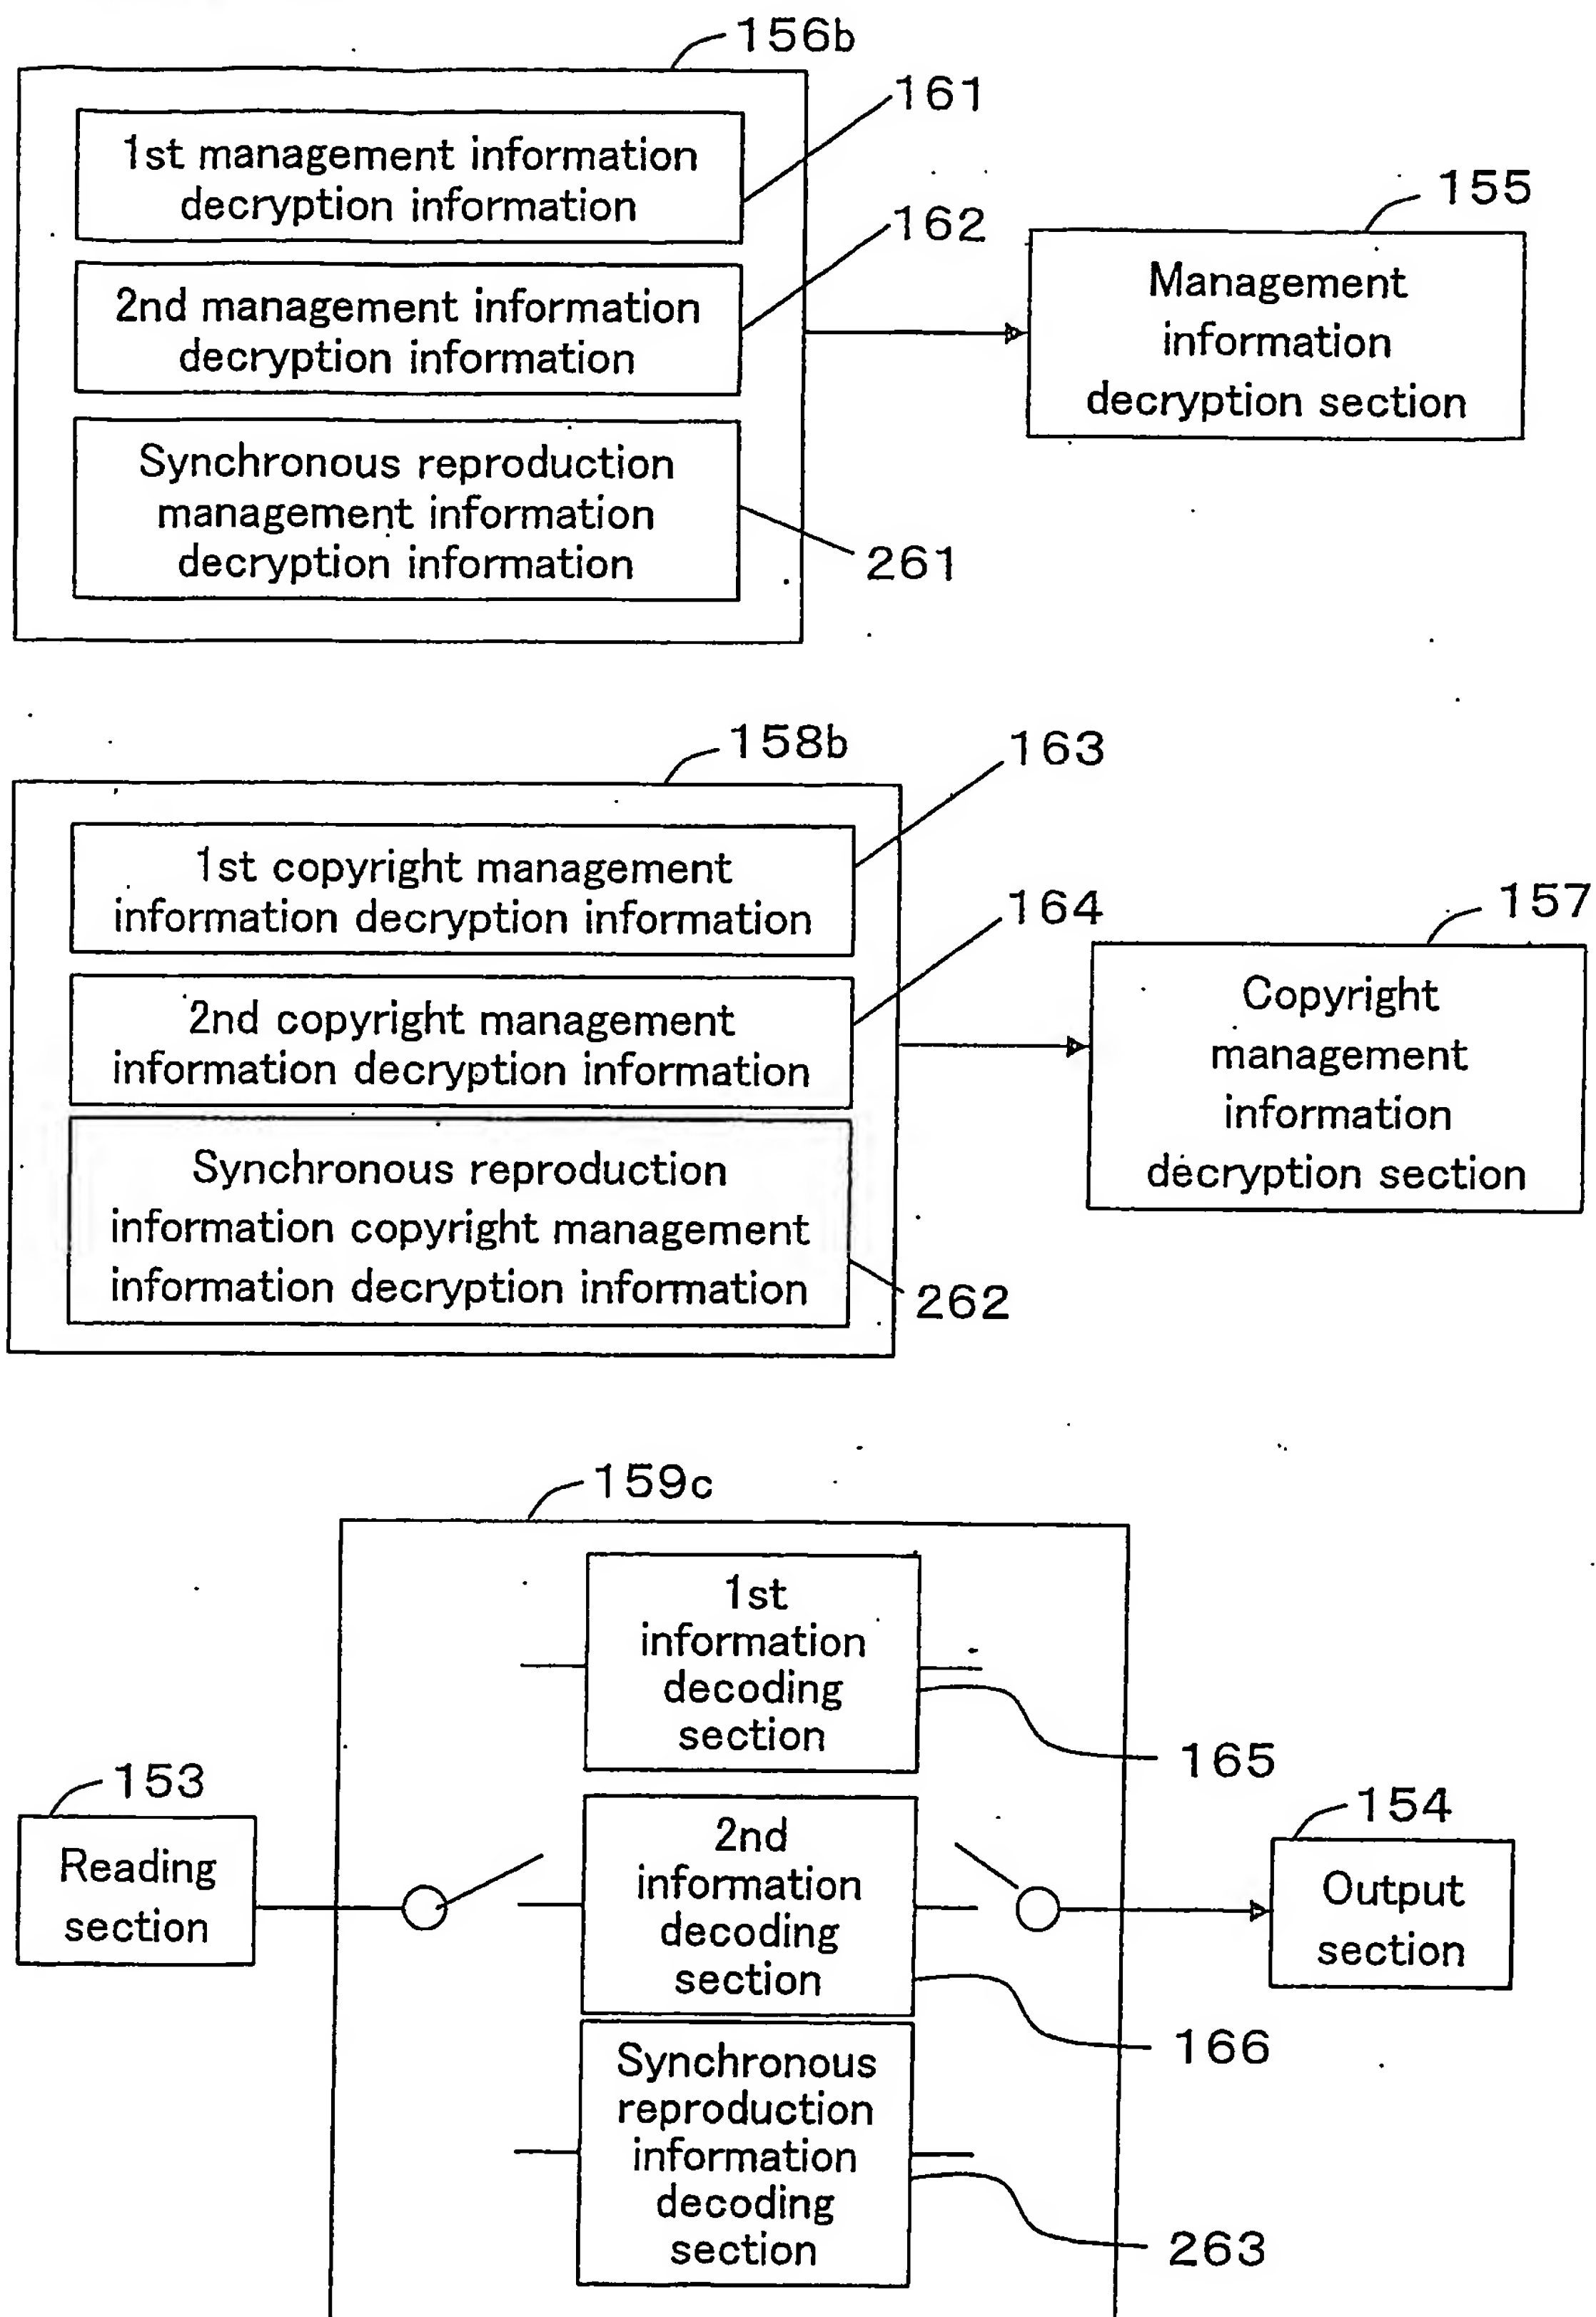 156b
161
1st management information
decryption information
162
2nd management information
decryption information
155
Management
information
decryption section
Synchronous reproduction
management information
decryption information
261
158b
163
1st copyright management
information decryption information
164
2nd copyright management
information decryption information
157
Copyright
management
information
decryption section
Synchronous reproduction
information copyright management
information decryption information
262
159c
1st
information
decoding
section
165
153
Reading
section
2nd
information
decoding
section
166
154
Output
section
Synchronous
reproduction
information
decoding
section
263